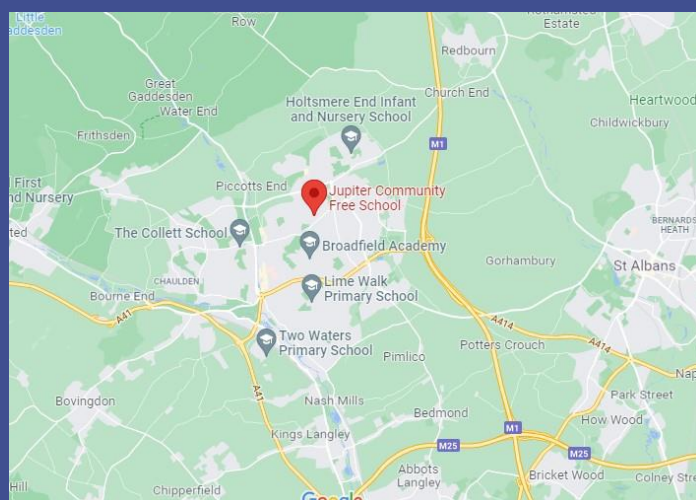 Little
addesden
Row
Estate
Redbourn
Great
Gaddesden
Water End
Church End
Heartwood
Holtsmere End Infant
and Nursery School
Childwickbury
Frithsden
M1
First
nd Nursery
Piccotts End
Jupiter Community
Free School
BERNARDS
HEATH
The Collett School
Broadfield Academy
Gorhambury
St Albans
CHAULDEN
Lime Walk
Primary School
Bourne End
A41
A414
A414
Two Waters
Primary School
Potters Crouch
Pimlico
Nap
Park Street
A41
Bovingdon
Nash Mills
Bedmond
How Wood
Kings Langley
M1
M25
M25
Abbots
Langley
Bricket Wood
Colney Stre
Hill
Chipperfield
Google